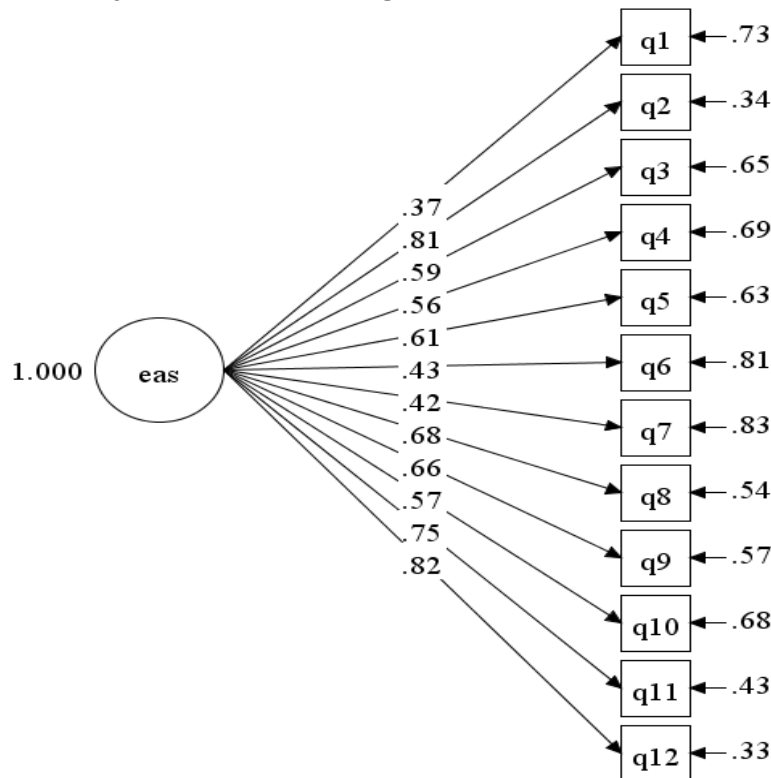 q1
.73
q2
.34
q3
.65
q4
.69
q5
.63
q6
.81
q7
.83
q8
.54
q9
.57
q10
.68
q11
.43
q12
.33
.37
.81
.59
.56
.61
.43
.42
.68
.66
.57
.75
.82
1.000
eas